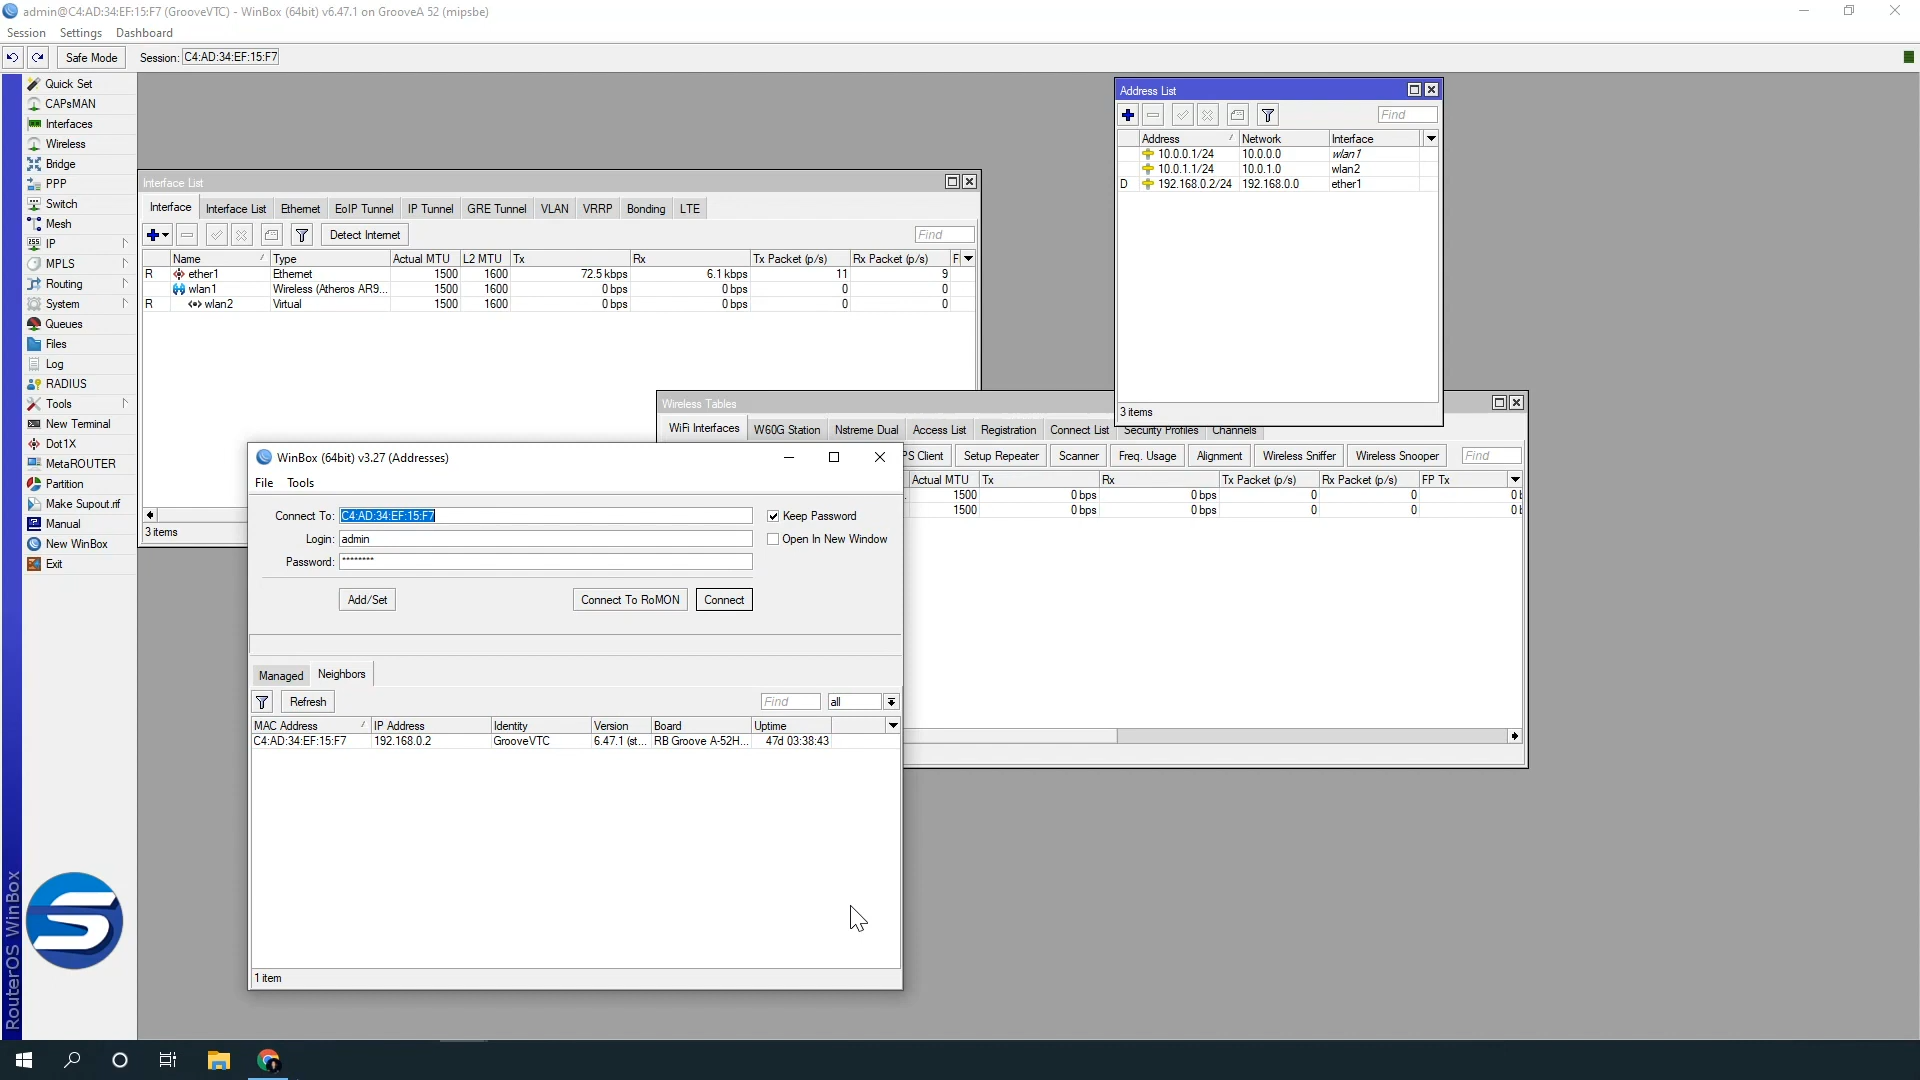 admin@C4:AD:34:EF:15:F7 (GrooveVTC) - WinBox (64bit) v6.47.1 on GrooveA 52 (mipsbe)
Session Settings Dashboard
Safe Mode Session: C4:AD:34:EF:15:F7
Quick Set
CAPsMAN
Interfaces
Wireless
Bridge
PPP
Switch
Mesh
IP
MPLS
Routing
System
Queues
Files
Log
RADIUS
Tools
New Terminal
Dot1X
MetaROUTER
Partition
Make Supout.rif
Manual
New WinBox
Exit
RouterOS WinBox
Interface List
Interface Interface List Ethernet EoIP Tunnel IP Tunnel GRE Tunnel VLAN VRRP Bonding LTE
Detect Internet Find
Name Type Actual MTU L2 MTU Tx Rx Tx Packet (p/s) Rx Packet (p/s) F
R ether1 Ethernet 1500 1600 72.5 kbps 6.1 kbps 11 9
wlan1 Wireless (Atheros AR9... 1500 1600 0 bps 0 bps 0 0
R wlan2 Virtual 1500 1600 0 bps 0 bps 0 0
3 items
Address List
Find
Address Network Interface
10.0.0.1/24 10.0.0.0 wlan1
10.0.1.1/24 10.0.1.0 wlan2
D 192.168.0.2/24 192.168.0.0 ether1
3 items
Wireless Tables
WiFi Interfaces W60G Station Nstreme Dual Access List Registration Connect List Security Profiles Channels
PS Client Setup Repeater Scanner Freq. Usage Alignment Wireless Sniffer Wireless Snooper Find
Actual MTU Tx Rx Tx Packet (p/s) Rx Packet (p/s) FP Tx
1500 0 bps 0 bps 0 0 0 b
1500 0 bps 0 bps 0 0 0 b
WinBox (64bit) v3.27 (Addresses)
File Tools
Connect To: C4:AD:34:EF:15:F7 Keep Password
Login: admin Open In New Window
Password: ********
Add/Set Connect To RoMON Connect
Managed Neighbors
Refresh Find all
MAC Address IP Address Identity Version Board Uptime
C4:AD:34:EF:15:F7 192.168.0.2 GrooveVTC 6.47.1 (st... RB Groove A-52H... 47d 03:38:43
1 item